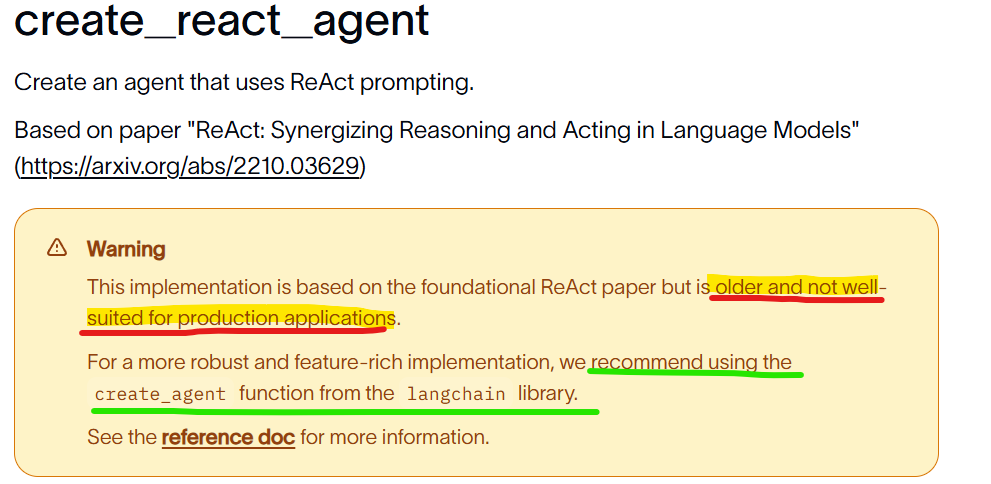 create_react_agent
Create an agent that uses ReAct prompting.
Based on paper "ReAct: Synergizing Reasoning and Acting in Language Models"
(https://arxiv.org/abs/2210.03629)
Warning
This implementation is based on the foundational ReAct paper but is older and not well-
suited for production applications.
For a more robust and feature-rich implementation, we recommend using the
create_agent function from the langchain library.
See the reference doc for more information.